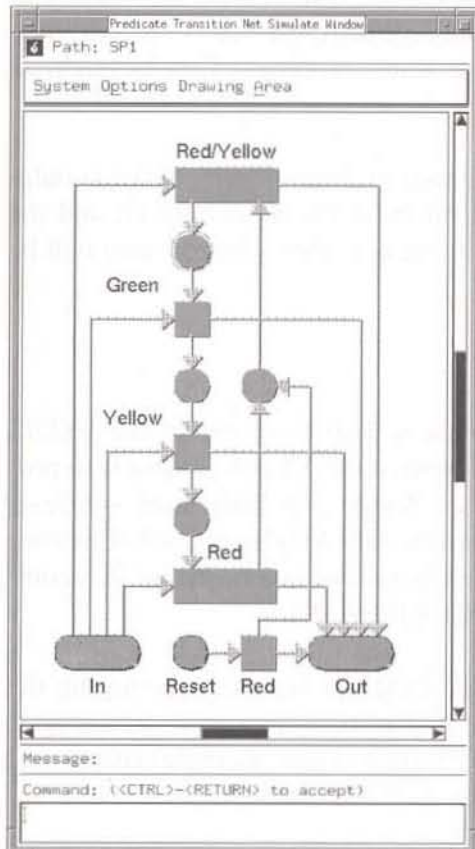 Predicate Transition Net Simulate Window
Path: SP1
System Options Drawing Area
Red/Yellow
Green
Yellow
Red
In Reset Red Out
Message:
Command: (<CTRL>-<RETURN> to accept)